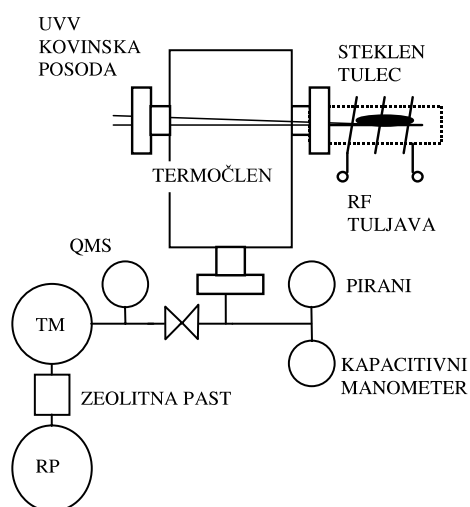 UVV
KOVINSKA
POSODA
STEKLEN
TULEC
TERMOČLEN
RF
TULJAVA
QMS
PIRANI
TM
KAPACITIVNI
MANOMETER
ZEOLITNA PAST
RP